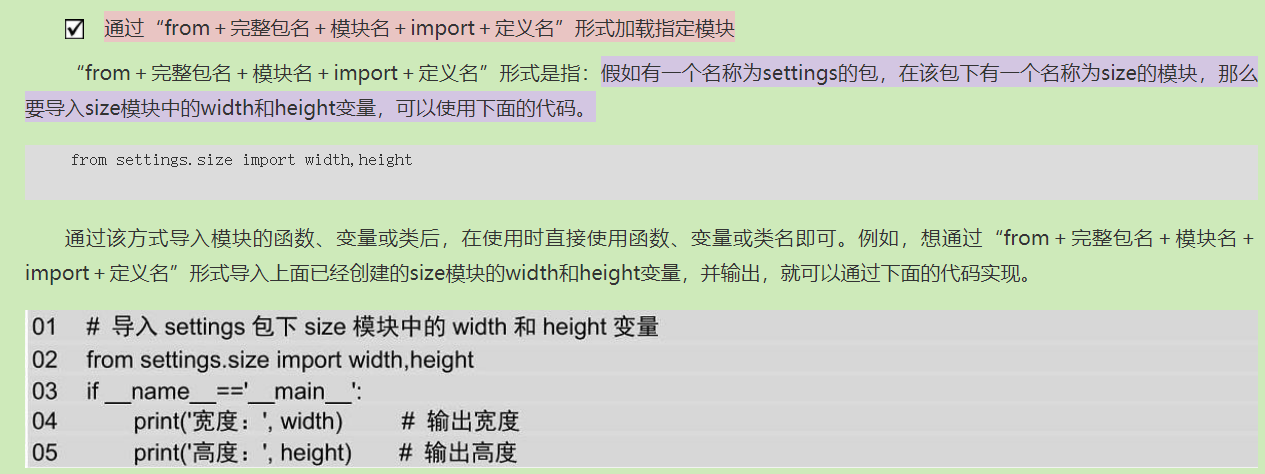 通过“from＋完整包名＋模块名＋import＋定义名”形式加载指定模块
“from＋完整包名＋模块名＋import＋定义名”形式是指：假如有一个名称为settings的包，在该包下有一个名称为size的模块，那么
要导入size模块中的width和height变量，可以使用下面的代码。
from settings.size import width,height
通过该方式导入模块的函数、变量或类后，在使用时直接使用函数、变量或类名即可。例如，想通过“from＋完整包名＋模块名＋
import＋定义名”形式导入上面已经创建的size模块的width和height变量，并输出，就可以通过下面的代码实现。
01 # 导入 settings 包下 size 模块中的 width 和 height 变量
02 from settings.size import width,height
03 if __name__=='__main__':
04 print('宽度：', width) # 输出宽度
05 print('高度：', height) # 输出高度